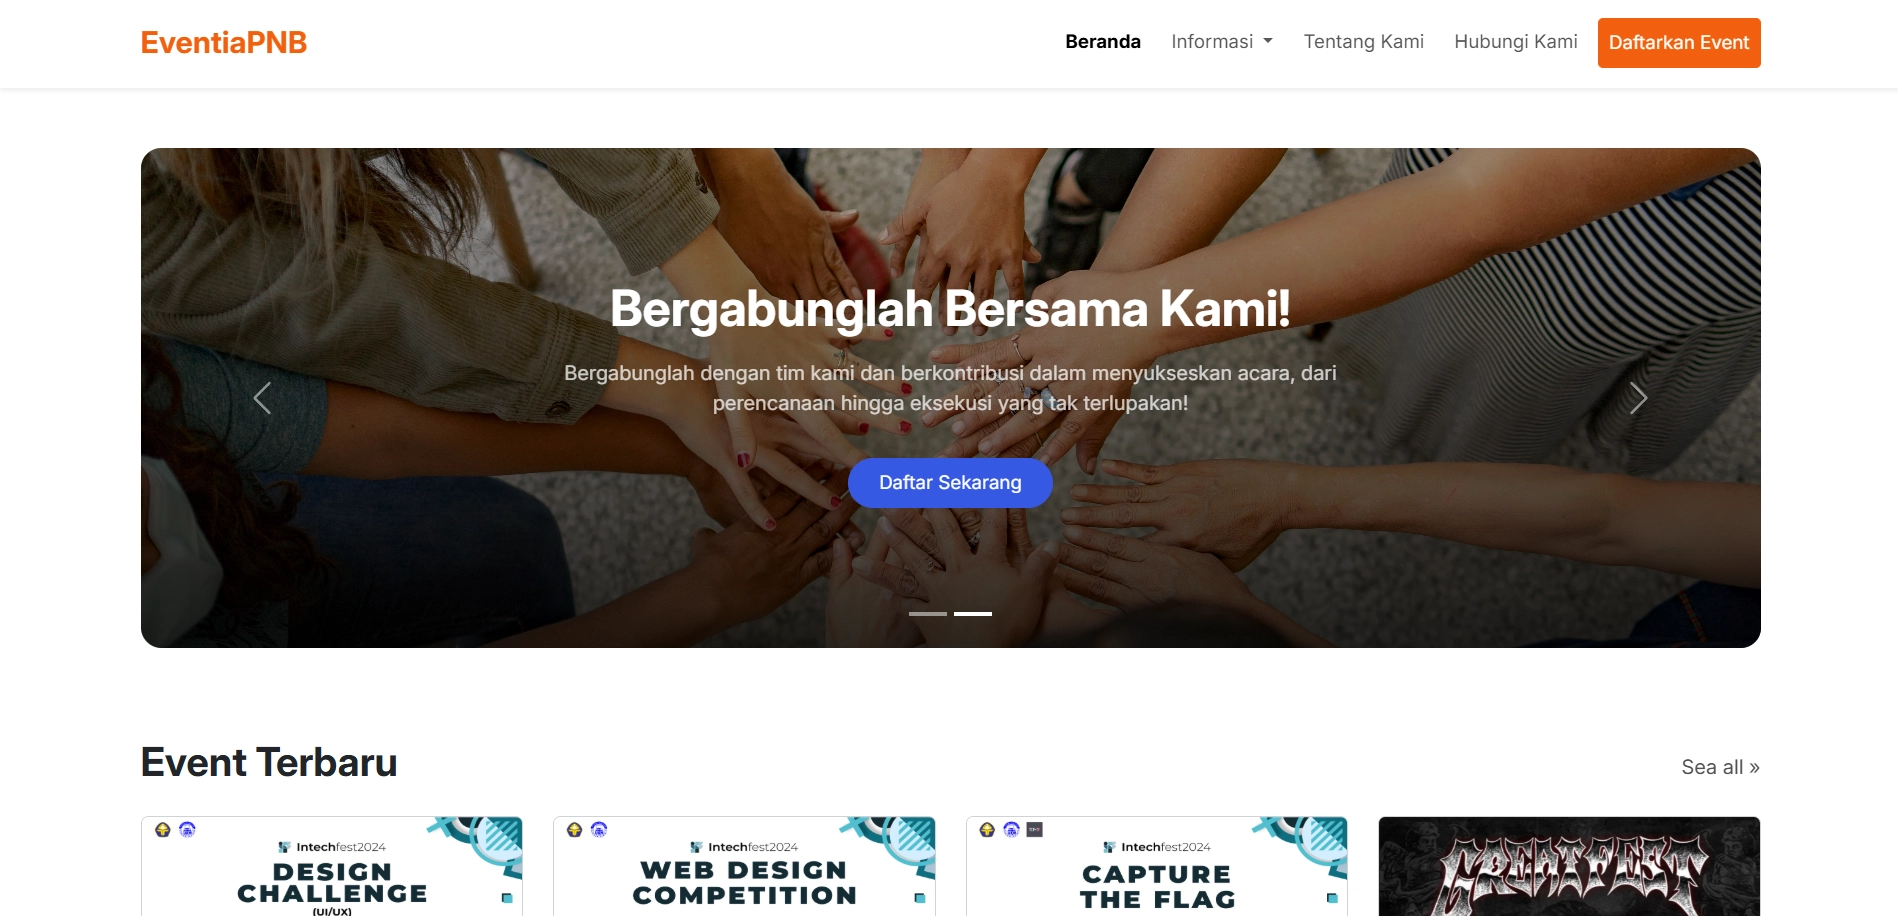 EventiaPNB
Beranda
Informasi
Tentang Kami
Hubungi Kami
Daftarkan Event
Bergabunglah Bersama Kami!
Bergabunglah dengan tim kami dan berkontribusi dalam menyukseskan acara, dari
perencanaan hingga eksekusi yang tak terlupakan!
Daftar Sekarang
Event Terbaru
Sea all »
Intechfest2024
DESIGN
CHALLENGE
(UI/UX)
Intechfest2024
WEB DESIGN
COMPETITION
Intechfest2024
CAPTURE
THE FLAG